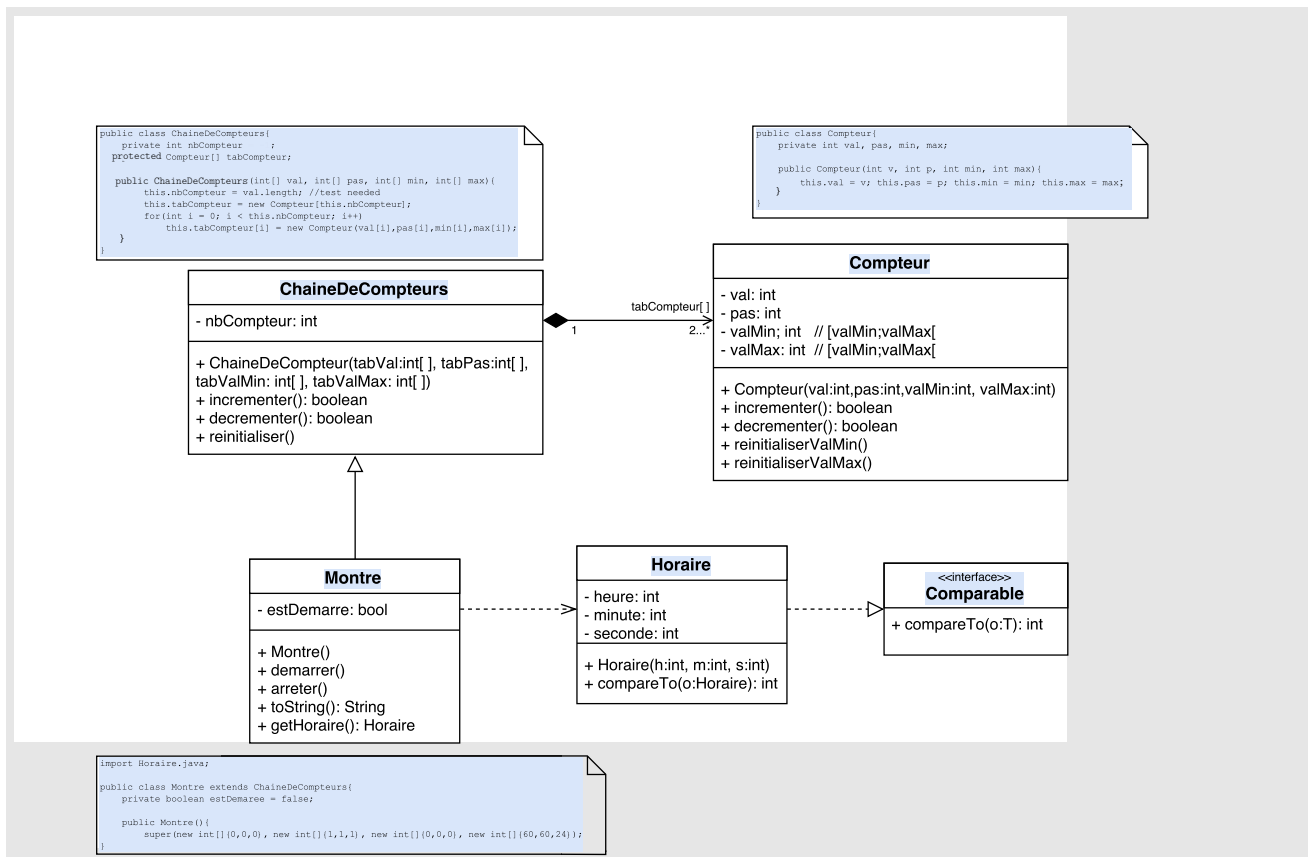 public class ChaineDeCompteurs{
private int nbCompteur ;
protected Compteur[] tabCompteur;
public ChaineDeCompteurs(int[] val, int[] pas, int[] min, int[] max){
this.nbCompteur = val.length; //test needed
this.tabCompteur = new Compteur[this.nbCompteur];
for(int i = 0; i < this.nbCompteur; i++)
this.tabCompteur[i] = new Compteur(val[i],pas[i],min[i],max[i]);
}
}
public class Compteur{
private int val, pas, min, max;
public Compteur(int v, int p, int min, int max){
this.val = v; this.pas = p; this.min = min; this.max = max;
}
}
ChaineDeCompteurs
- nbCompteur: int
+ ChaineDeCompteur(tabVal:int[ ], tabPas:int[ ],
tabValMin: int[ ], tabValMax: int[ ])
+ incrementer(): boolean
+ decrementer(): boolean
+ reinitialiser()
tabCompteur[ ]
1
2...*
Compteur
- val: int
- pas: int
- valMin; int // [valMin;valMax[
- valMax: int // [valMin;valMax[
+ Compteur(val:int,pas:int,valMin:int, valMax:int)
+ incrementer(): boolean
+ decrementer(): boolean
+ reinitialiserValMin()
+ reinitialiserValMax()
Montre
- estDemarre: bool
+ Montre()
+ demarrer()
+ arreter()
+ toString(): String
+ getHoraire(): Horaire
Horaire
- heure: int
- minute: int
- seconde: int
+ Horaire(h:int, m:int, s:int)
+ compareTo(o:Horaire): int
<<interface>>
Comparable
+ compareTo(o:T): int
import Horaire.java;
public class Montre extends ChaineDeCompteurs{
private boolean estDemaree = false;
public Montre(){
super(new int[]{0,0,0), new int[]{1,1,1), new int[]{0,0,0), new int[]{60,60,24));
}